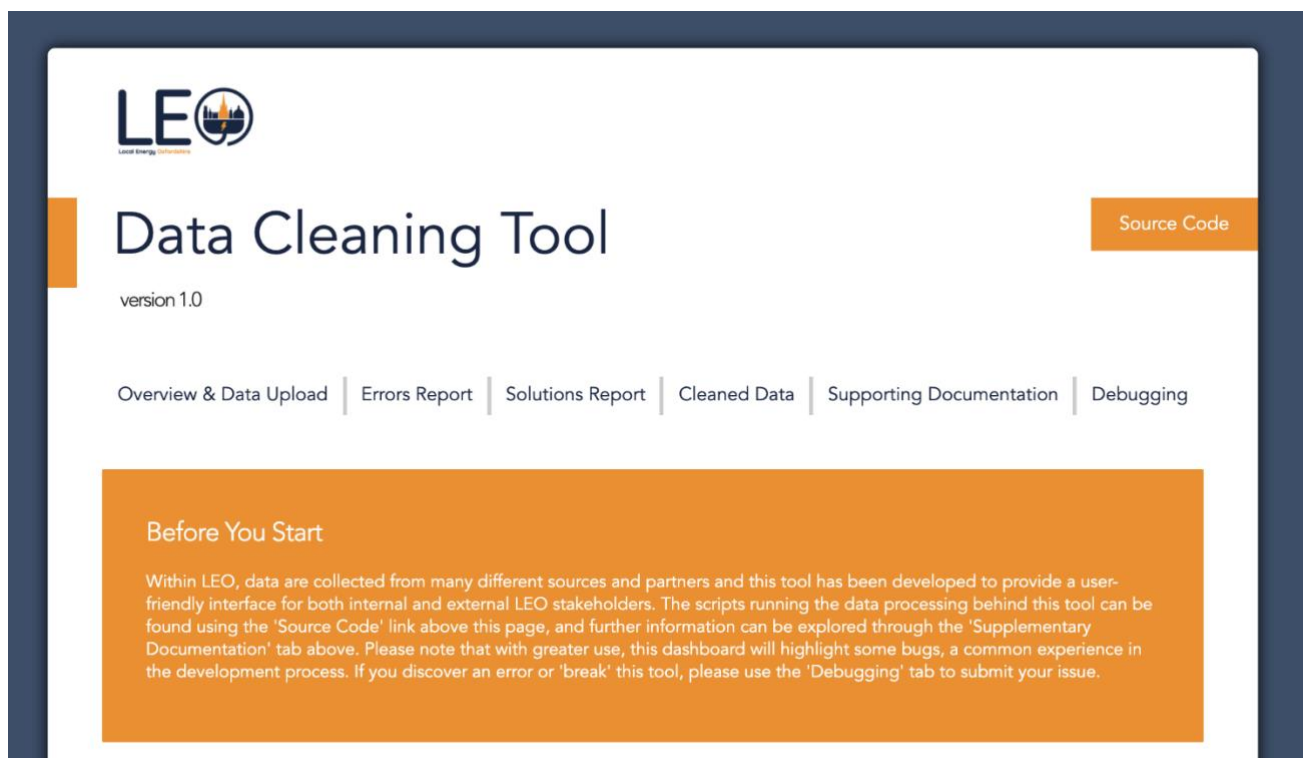 LEO
Local Energy Oxfordshire
Data Cleaning Tool
Source Code
version 1.0
Overview & Data Upload
Errors Report
Solutions Report
Cleaned Data
Supporting Documentation
Debugging
Before You Start
Within LEO, data are collected from many different sources and partners and this tool has been developed to provide a user-
friendly interface for both internal and external LEO stakeholders. The scripts running the data processing behind this tool can be
found using the 'Source Code' link above this page, and further information can be explored through the 'Supplementary
Documentation' tab above. Please note that with greater use, this dashboard will highlight some bugs, a common experience in
the development process. If you discover an error or 'break' this tool, please use the 'Debugging' tab to submit your issue.